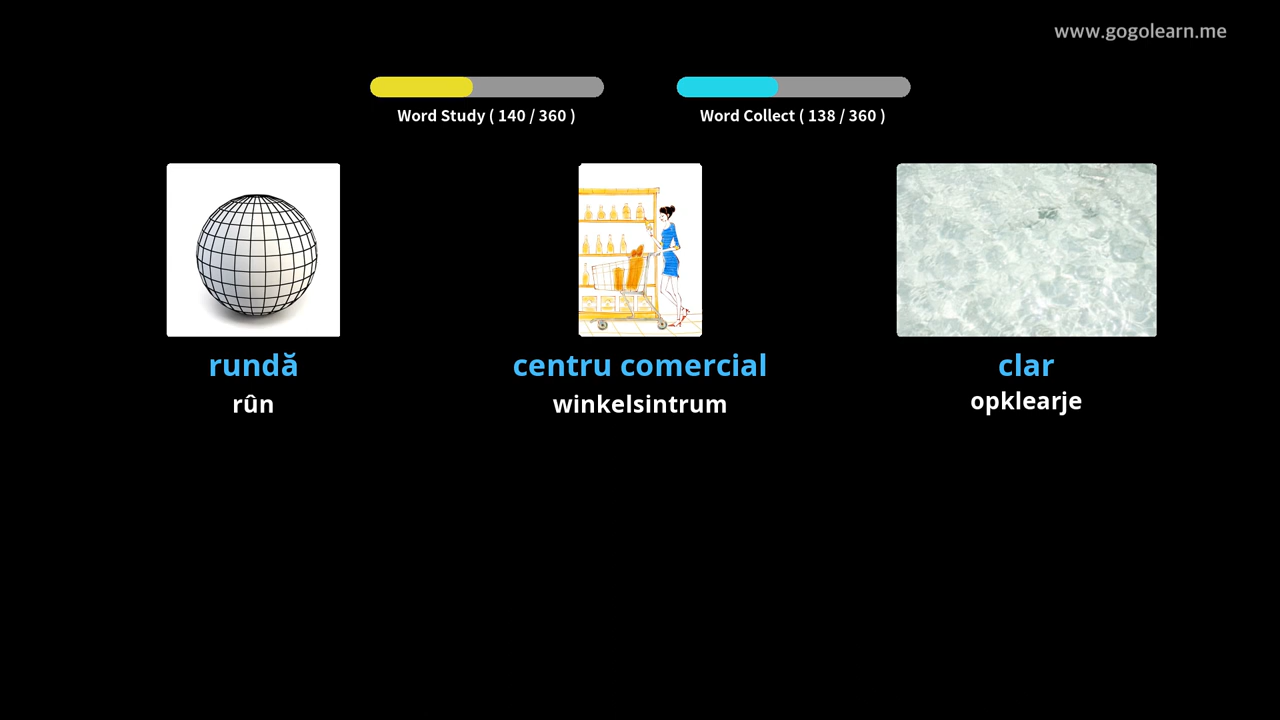 www.gogolearn.me
Word Study ( 140 / 360 )
Word Collect ( 138 / 360 )
rundă
rûn
centru comercial
winkelsintrum
clar
opklearje